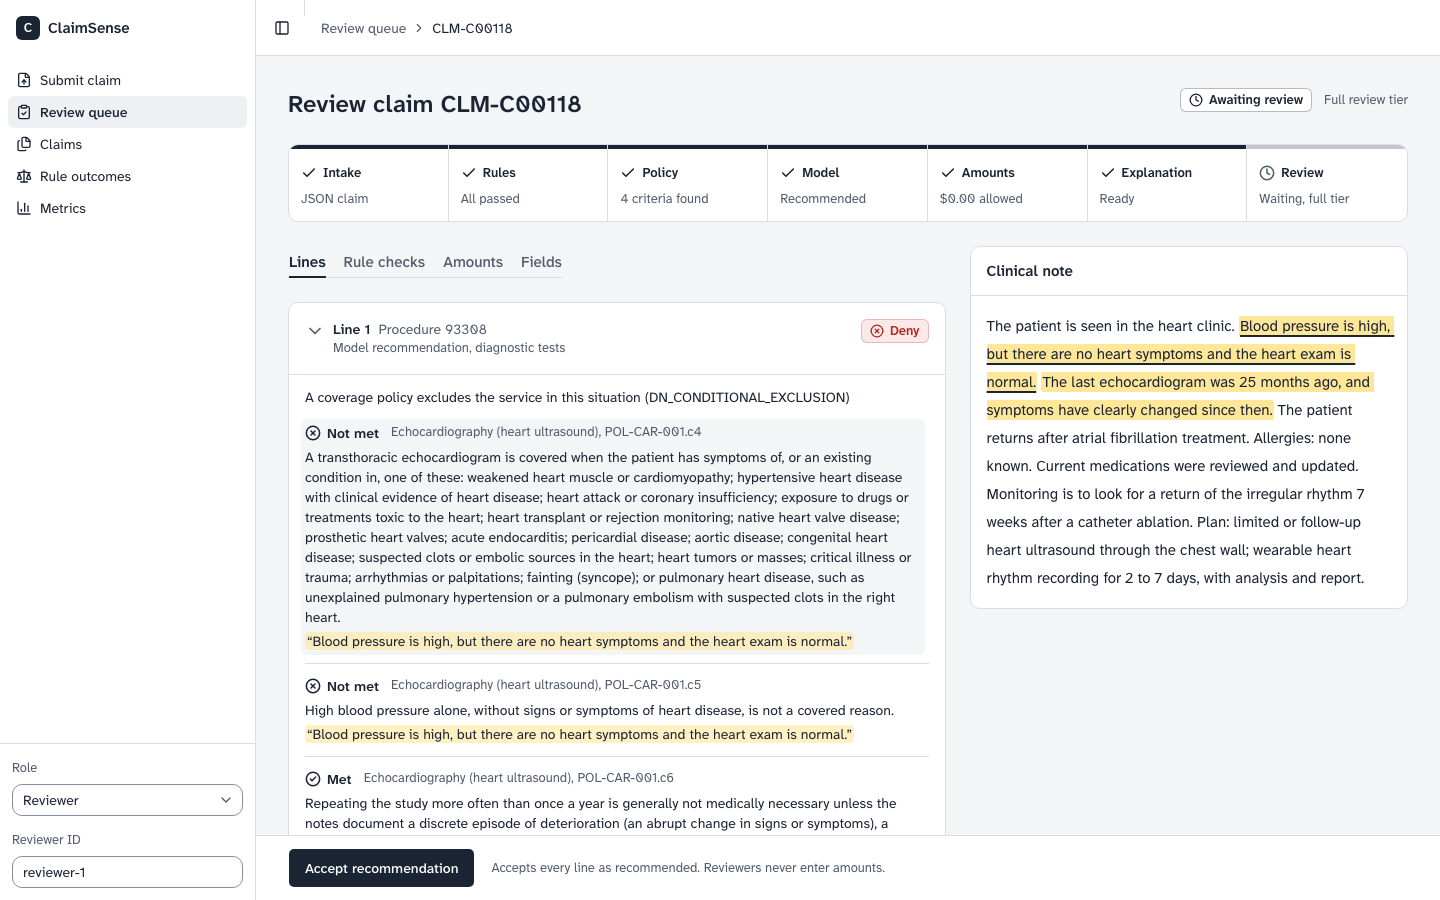 C ClaimSense
Submit claim
Review queue
Claims
Rule outcomes
Metrics
Role
Reviewer
Reviewer ID
reviewer-1
Review queue > CLM-C00118
Review claim CLM-C00118
Awaiting review
Full review tier
Intake
JSON claim
Rules
All passed
Policy
4 criteria found
Model
Recommended
Amounts
$0.00 allowed
Explanation
Ready
Review
Waiting, full tier
Lines Rule checks Amounts Fields
Line 1 Procedure 93308
Model recommendation, diagnostic tests
Deny
A coverage policy excludes the service in this situation (DN_CONDITIONAL_EXCLUSION)
Not met Echocardiography (heart ultrasound), POL-CAR-001.c4
A transthoracic echocardiogram is covered when the patient has symptoms of, or an existing
condition in, one of these: weakened heart muscle or cardiomyopathy; hypertensive heart disease
with clinical evidence of heart disease; heart attack or coronary insufficiency; exposure to drugs or
treatments toxic to the heart; heart transplant or rejection monitoring; native heart valve disease;
prosthetic heart valves; acute endocarditis; pericardial disease; aortic disease; congenital heart
disease; suspected clots or embolic sources in the heart; heart tumors or masses; critical illness or
trauma; arrhythmias or palpitations; fainting (syncope); or pulmonary heart disease, such as
unexplained pulmonary hypertension or a pulmonary embolism with suspected clots in the right
heart.
“Blood pressure is high, but there are no heart symptoms and the heart exam is normal.”
Not met Echocardiography (heart ultrasound), POL-CAR-001.c5
High blood pressure alone, without signs or symptoms of heart disease, is not a covered reason.
“Blood pressure is high, but there are no heart symptoms and the heart exam is normal.”
Met Echocardiography (heart ultrasound), POL-CAR-001.c6
Repeating the study more often than once a year is generally not medically necessary unless the
notes document a discrete episode of deterioration (an abrupt change in signs or symptoms), a
Clinical note
The patient is seen in the heart clinic. Blood pressure is high,
but there are no heart symptoms and the heart exam is
normal. The last echocardiogram was 25 months ago, and
symptoms have clearly changed since then. The patient
returns after atrial fibrillation treatment. Allergies: none
known. Current medications were reviewed and updated.
Monitoring is to look for a return of the irregular rhythm 7
weeks after a catheter ablation. Plan: limited or follow-up
heart ultrasound through the chest wall; wearable heart
rhythm recording for 2 to 7 days, with analysis and report.
Accept recommendation
Accepts every line as recommended. Reviewers never enter amounts.